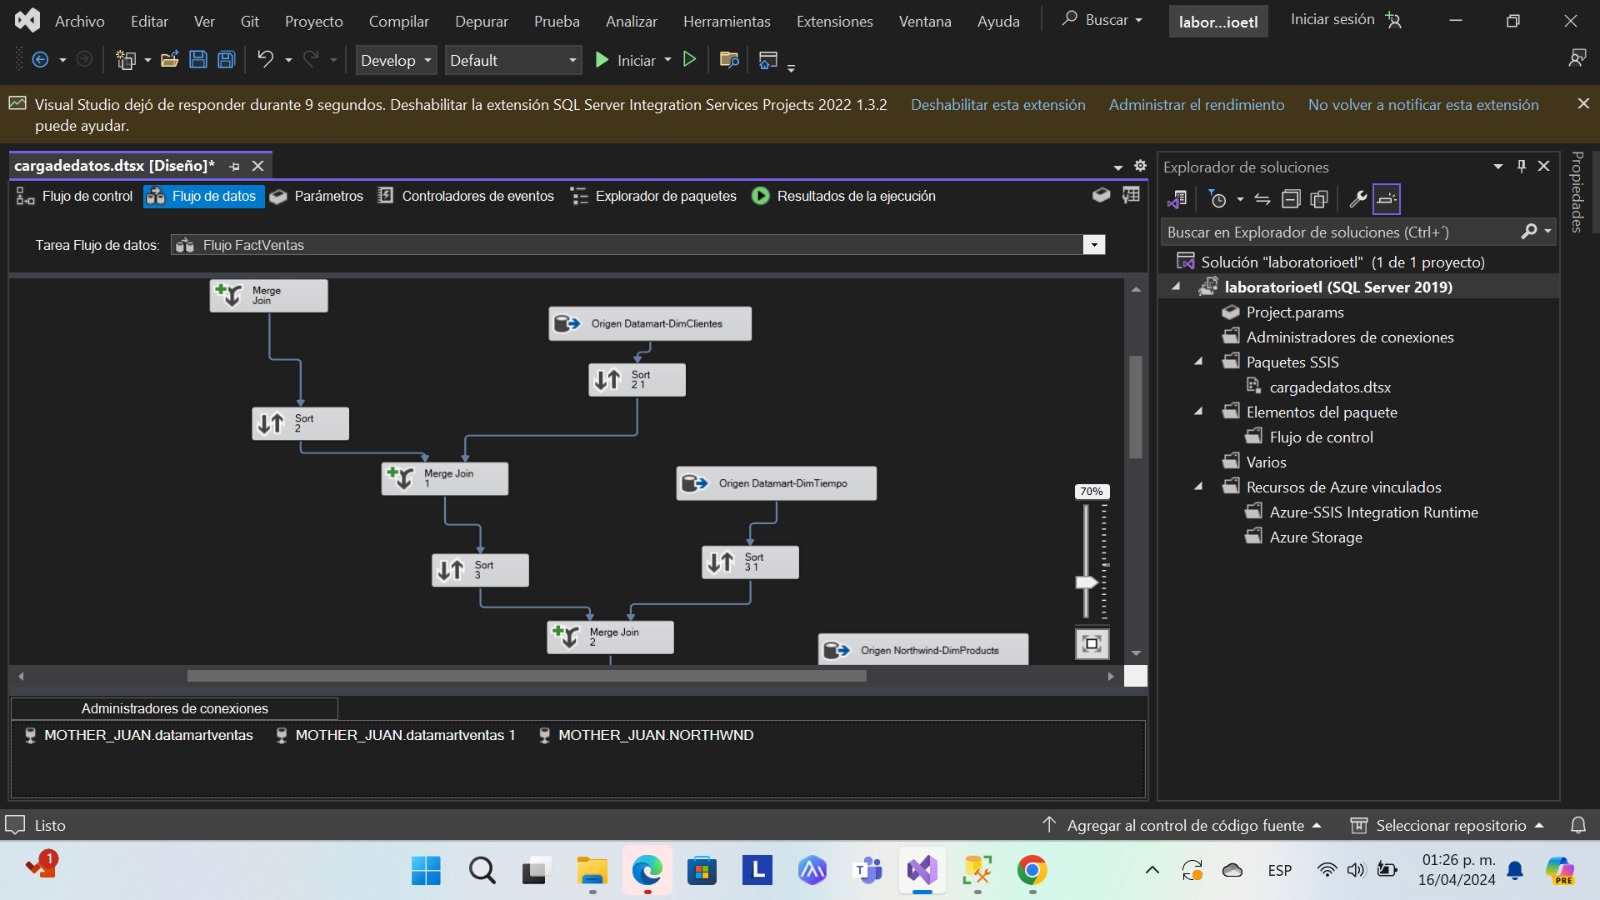 Archivo Editar Ver Git Proyecto Compilar Depurar Prueba Analizar Herramientas Extensiones Ventana Ayuda Buscar labor...ioetl Iniciar sesión
Develop Default Iniciar
Visual Studio dejó de responder durante 9 segundos. Deshabilitar la extensión SQL Server Integration Services Projects 2022 1.3.2 Deshabilitar esta extensión Administrar el rendimiento No volver a notificar esta extensión
puede ayudar.
cargadedatos.dtsx [Diseño]*
Flujo de control Flujo de datos Parámetros Controladores de eventos Explorador de paquetes Resultados de la ejecución
Tarea Flujo de datos: Flujo FactVentas
Merge
Join
Origen Datamart-DimClientes
Sort
2 1
Sort
2
Merge Join
1
Origen Datamart-DimTiempo
70%
Sort
3
Sort
3 1
Merge Join
2
Origen Northwind-DimProducts
Administradores de conexiones
MOTHER_JUAN.datamartventas MOTHER_JUAN.datamartventas 1 MOTHER_JUAN.NORTHWND
Explorador de soluciones
Buscar en Explorador de soluciones (Ctrl+´)
Solución "laboratorioetl" (1 de 1 proyecto)
laboratorioetl (SQL Server 2019)
Project.params
Administradores de conexiones
Paquetes SSIS
cargadedatos.dtsx
Elementos del paquete
Flujo de control
Varios
Recursos de Azure vinculados
Azure-SSIS Integration Runtime
Azure Storage
Propiedades
Listo Agregar al control de código fuente Seleccionar repositorio
1
L
T
ESP
01:26 p. m.
16/04/2024
PRE